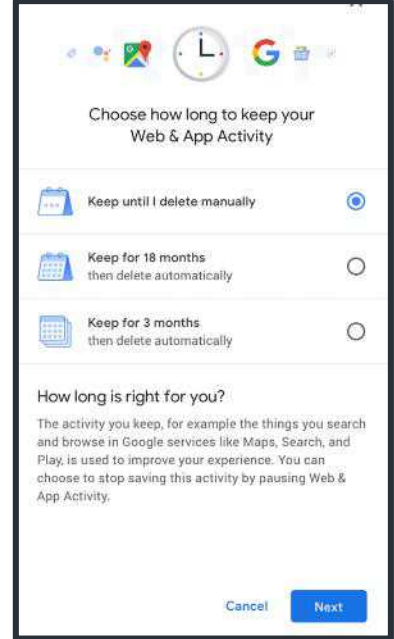 Choose how long to keep your
Web & App Activity
Keep until I delete manually
Keep for 18 months
then delete automatically
Keep for 3 months
then delete automatically
How long is right for you?
The activity you keep, for example the things you search
and browse in Google services like Maps, Search, and
Play, is used to improve your experience. You can
choose to stop saving this activity by pausing Web &
App Activity.
Cancel
Next